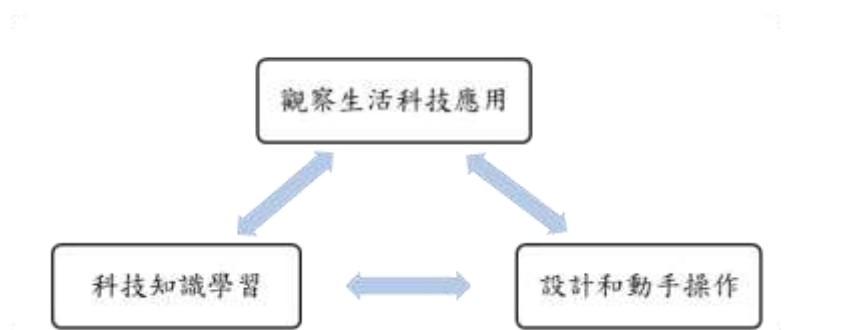 觀察生活科技應用
科技知識學習
設計和動手操作